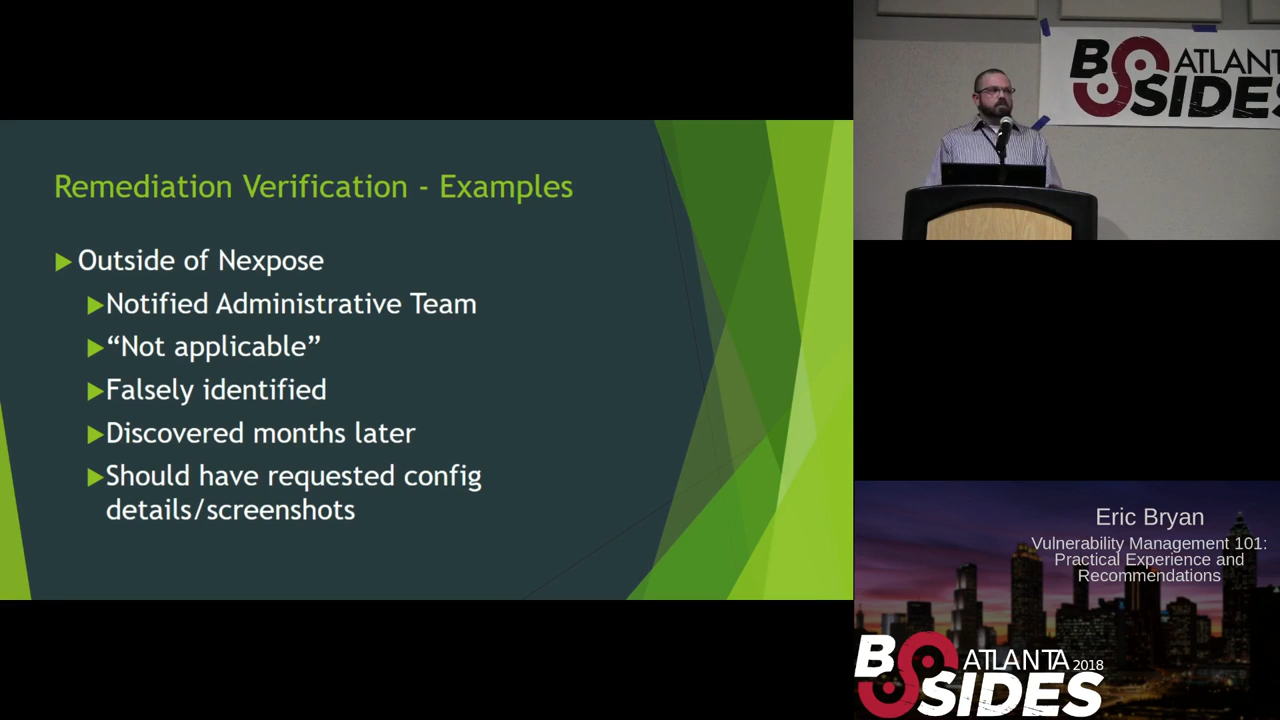 Remediation Verification - Examples
Outside of Nexpose
Notified Administrative Team
“Not applicable”
Falsely identified
Discovered months later
Should have requested config
details/screenshots
BSIDES ATLANT
Eric Bryan
Vulnerability Management 101:
Practical Experience and
Recommendations
BSIDES ATLANTA 2018